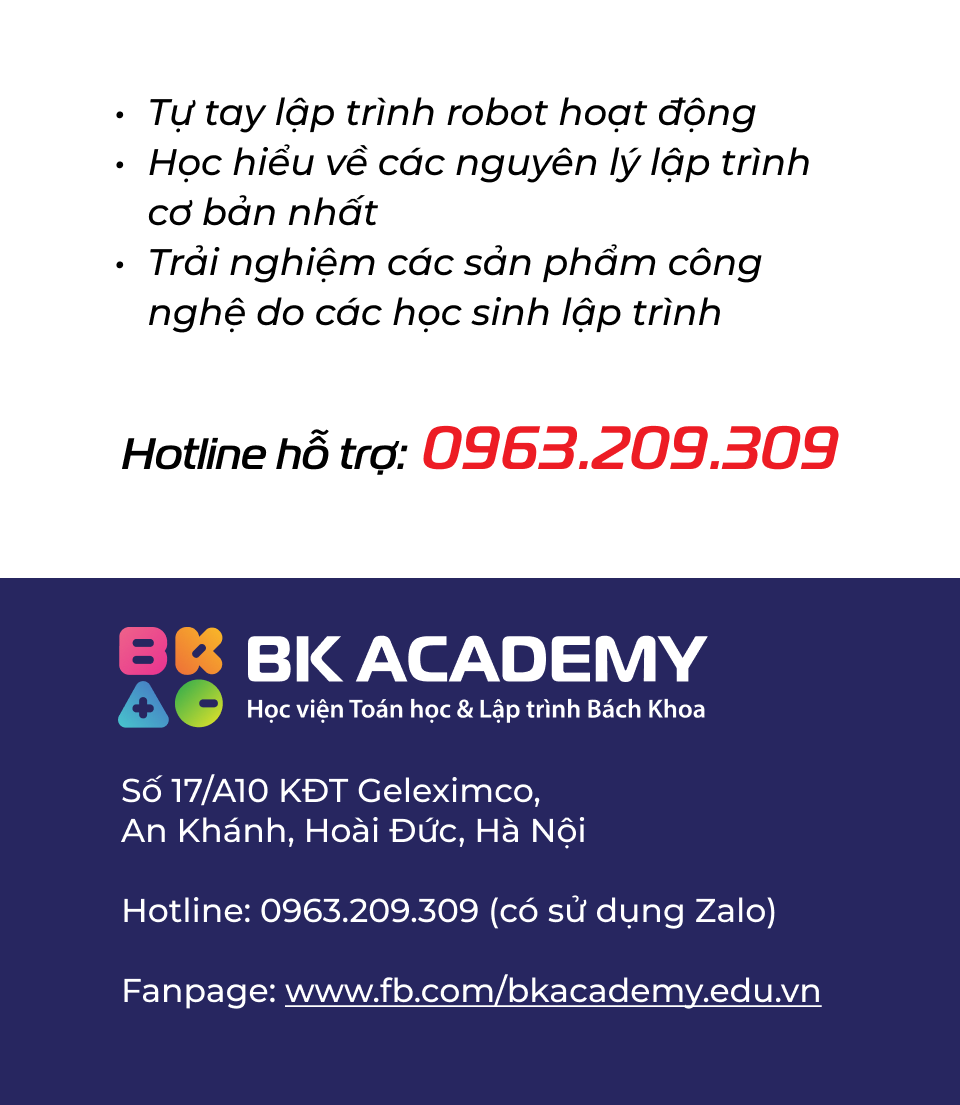 • Tự tay lập trình robot hoạt động
• Học hiểu về các nguyên lý lập trình
cơ bản nhất
• Trải nghiệm các sản phẩm công
nghệ do các học sinh lập trình
Hotline hỗ trợ: 0963.209.309
BK
BK ACADEMY
Học viện Toán học & Lập trình Bách Khoa
Số 17/A10 KĐT Geleximco,
An Khánh, Hoài Đức, Hà Nội
Hotline: 0963.209.309 (có sử dụng Zalo)
Fanpage: www.fb.com/bkacademy.edu.vn